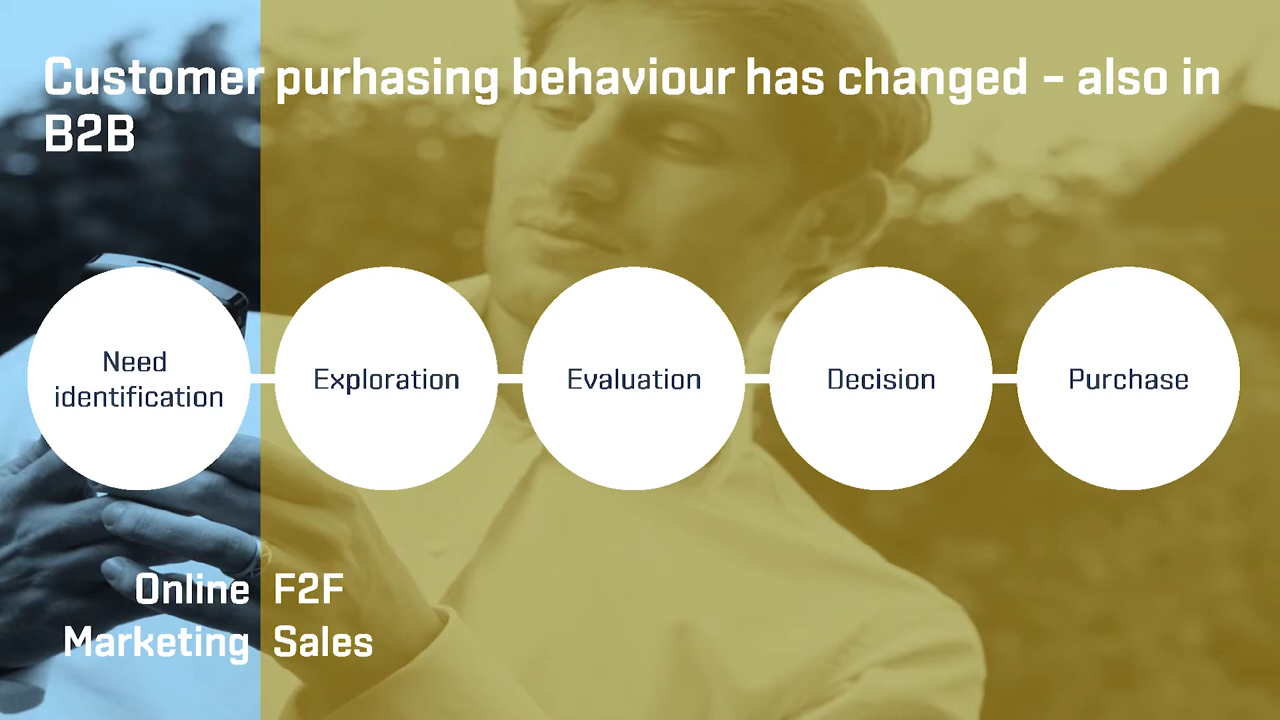 Customer purhasing behaviour has changed – also in
B2B
Need
identification
Exploration
Evaluation
Decision
Purchase
Online F2F
Marketing Sales